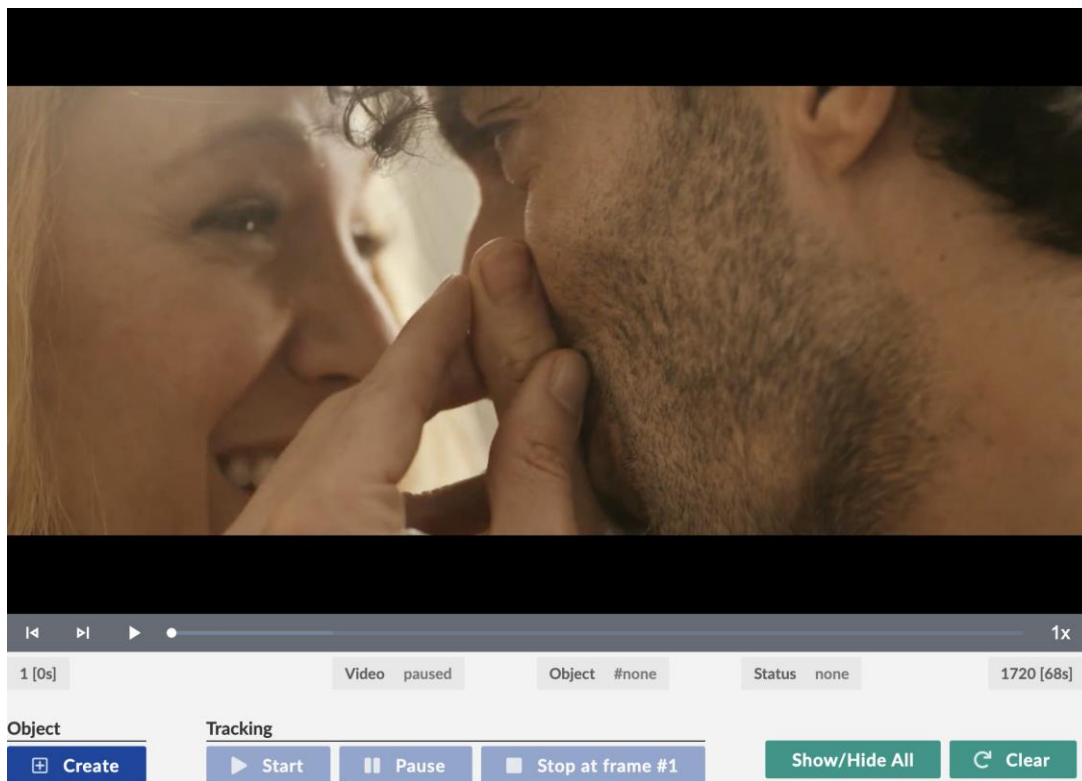 1x
1 [0s] Video paused Object #none Status none 1720 [68s]
Object Tracking
Create Start Pause Stop at frame #1 Show/Hide All Clear